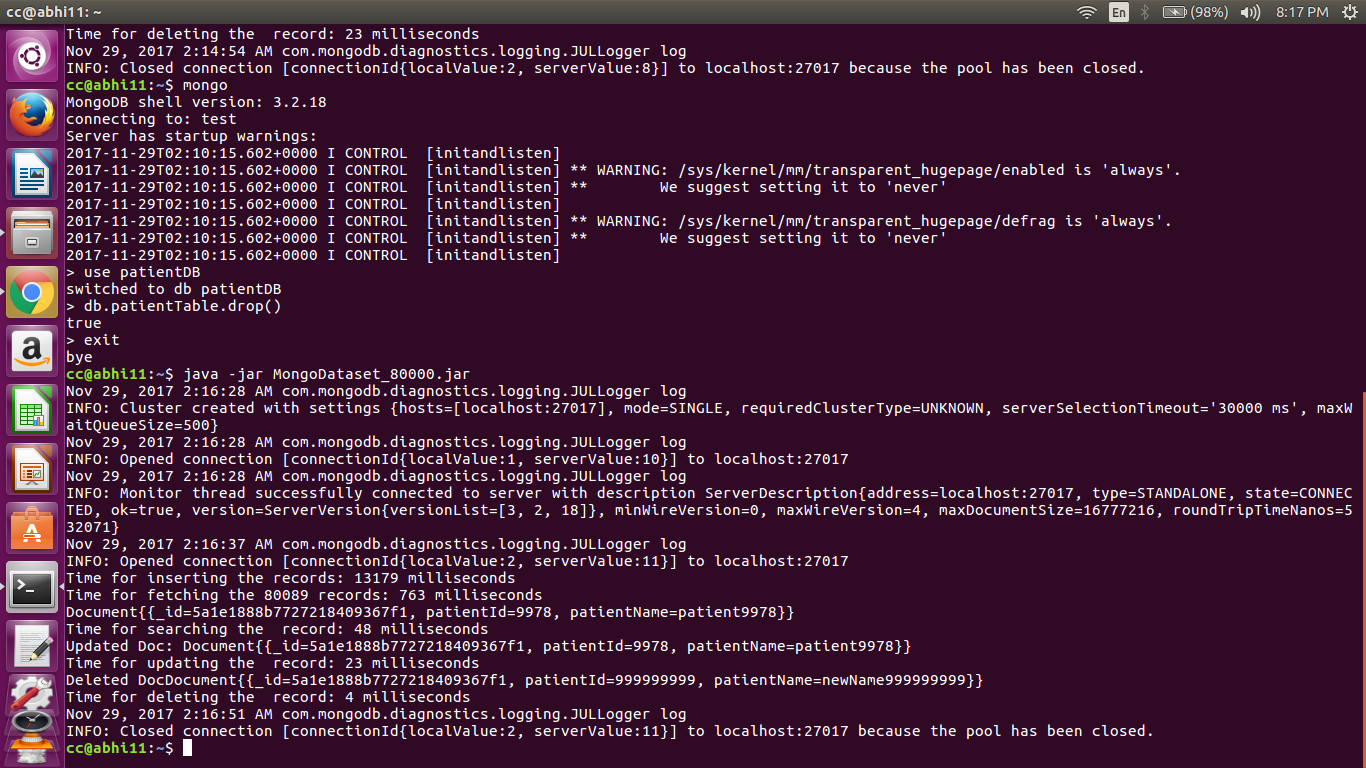 cc@abhi11: ~
En
(98%)
8:17 PM
Time for deleting the  record: 23 milliseconds
Nov 29, 2017 2:14:54 AM com.mongodb.diagnostics.logging.JULLogger log
INFO: Closed connection [connectionId{localValue:2, serverValue:8}] to localhost:27017 because the pool has been closed.
cc@abhi11:~$ mongo
MongoDB shell version: 3.2.18
connecting to: test
Server has startup warnings:
2017-11-29T02:10:15.602+0000 I CONTROL  [initandlisten]
2017-11-29T02:10:15.602+0000 I CONTROL  [initandlisten] ** WARNING: /sys/kernel/mm/transparent_hugepage/enabled is 'always'.
2017-11-29T02:10:15.602+0000 I CONTROL  [initandlisten] **        We suggest setting it to 'never'
2017-11-29T02:10:15.602+0000 I CONTROL  [initandlisten]
2017-11-29T02:10:15.602+0000 I CONTROL  [initandlisten] ** WARNING: /sys/kernel/mm/transparent_hugepage/defrag is 'always'.
2017-11-29T02:10:15.602+0000 I CONTROL  [initandlisten] **        We suggest setting it to 'never'
2017-11-29T02:10:15.602+0000 I CONTROL  [initandlisten]
> use patientDB
switched to db patientDB
> db.patientTable.drop()
true
> exit
bye
cc@abhi11:~$ java -jar MongoDataset_80000.jar
Nov 29, 2017 2:16:28 AM com.mongodb.diagnostics.logging.JULLogger log
INFO: Cluster created with settings {hosts=[localhost:27017], mode=SINGLE, requiredClusterType=UNKNOWN, serverSelectionTimeout='30000 ms', maxW
aitQueueSize=500}
Nov 29, 2017 2:16:28 AM com.mongodb.diagnostics.logging.JULLogger log
INFO: Opened connection [connectionId{localValue:1, serverValue:10}] to localhost:27017
Nov 29, 2017 2:16:28 AM com.mongodb.diagnostics.logging.JULLogger log
INFO: Monitor thread successfully connected to server with description ServerDescription{address=localhost:27017, type=STANDALONE, state=CONNEC
TED, ok=true, version=ServerVersion{versionList=[3, 2, 18]}, minWireVersion=0, maxWireVersion=4, maxDocumentSize=16777216, roundTripTimeNanos=5
32071}
Nov 29, 2017 2:16:37 AM com.mongodb.diagnostics.logging.JULLogger log
INFO: Opened connection [connectionId{localValue:2, serverValue:11}] to localhost:27017
Time for inserting the records: 13179 milliseconds
Time for fetching the 80089 records: 763 milliseconds
Document{{_id=5a1e1888b7727218409367f1, patientId=9978, patientName=patient9978}}
Time for searching the  record: 48 milliseconds
Updated Doc: Document{{_id=5a1e1888b7727218409367f1, patientId=9978, patientName=patient9978}}
Time for updating the  record: 23 milliseconds
Deleted DocDocument{{_id=5a1e1888b7727218409367f1, patientId=999999999, patientName=newName999999999}}
Time for deleting the  record: 4 milliseconds
Nov 29, 2017 2:16:51 AM com.mongodb.diagnostics.logging.JULLogger log
INFO: Closed connection [connectionId{localValue:2, serverValue:11}] to localhost:27017 because the pool has been closed.
cc@abhi11:~$